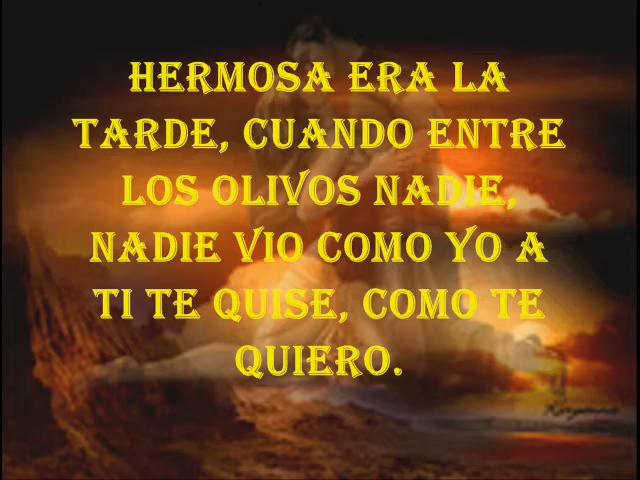 HERMOSA ERA LA
TARDE, CUANDO ENTRE
LOS OLIVOS NADIE,
NADIE VIO COMO YO A
TI TE QUISE, COMO TE
QUIERO.